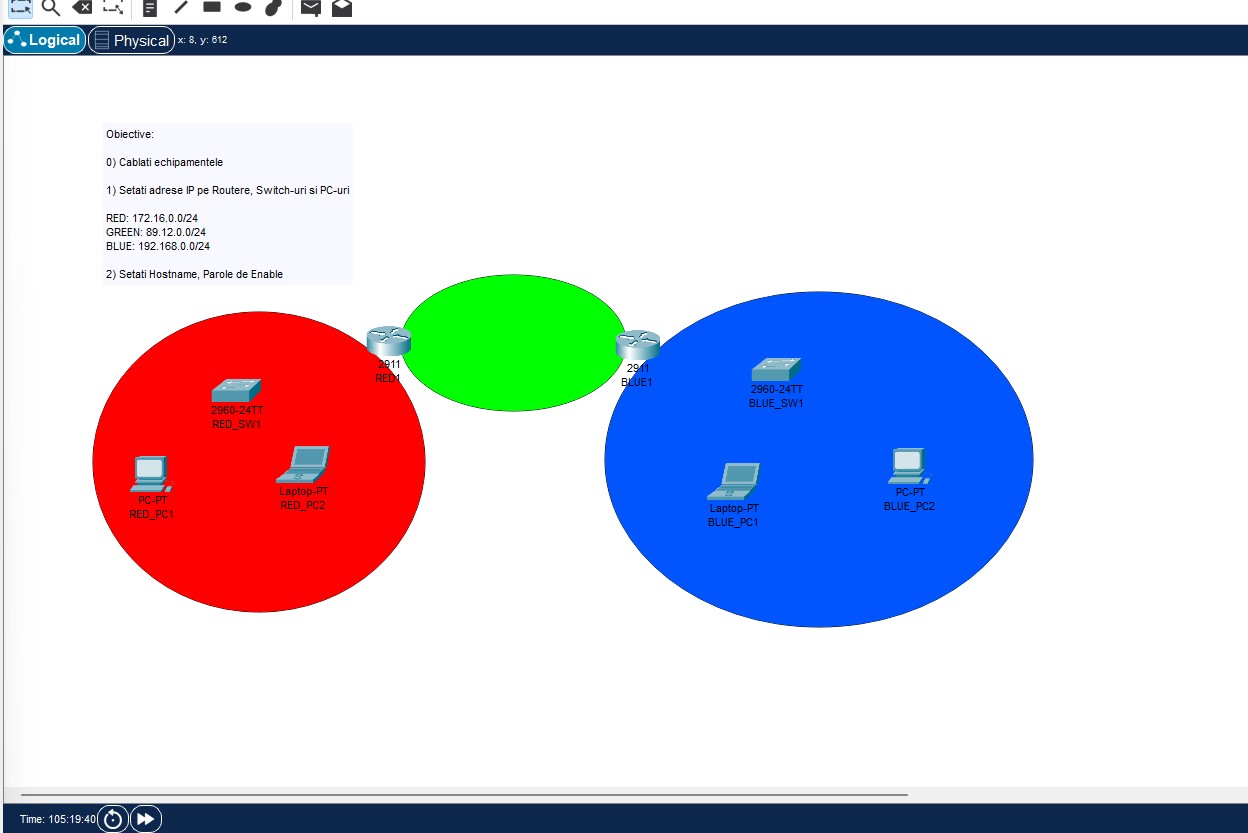 Logical
Physical
x: 8, y: 612
Obiective:
0) Cablati echipamentele
1) Setati adrese IP pe Routere, Switch-uri si PC-uri
RED: 172.16.0.0/24
GREEN: 89.12.0.0/24
BLUE: 192.168.0.0/24
2) Setati Hostname, Parole de Enable
2911
RED1
2911
BLUE1
2960-24TT
RED_SW1
2960-24TT
BLUE_SW1
PC-PT
RED_PC1
Laptop-PT
RED_PC2
Laptop-PT
BLUE_PC1
PC-PT
BLUE_PC2
Time: 105:19:40